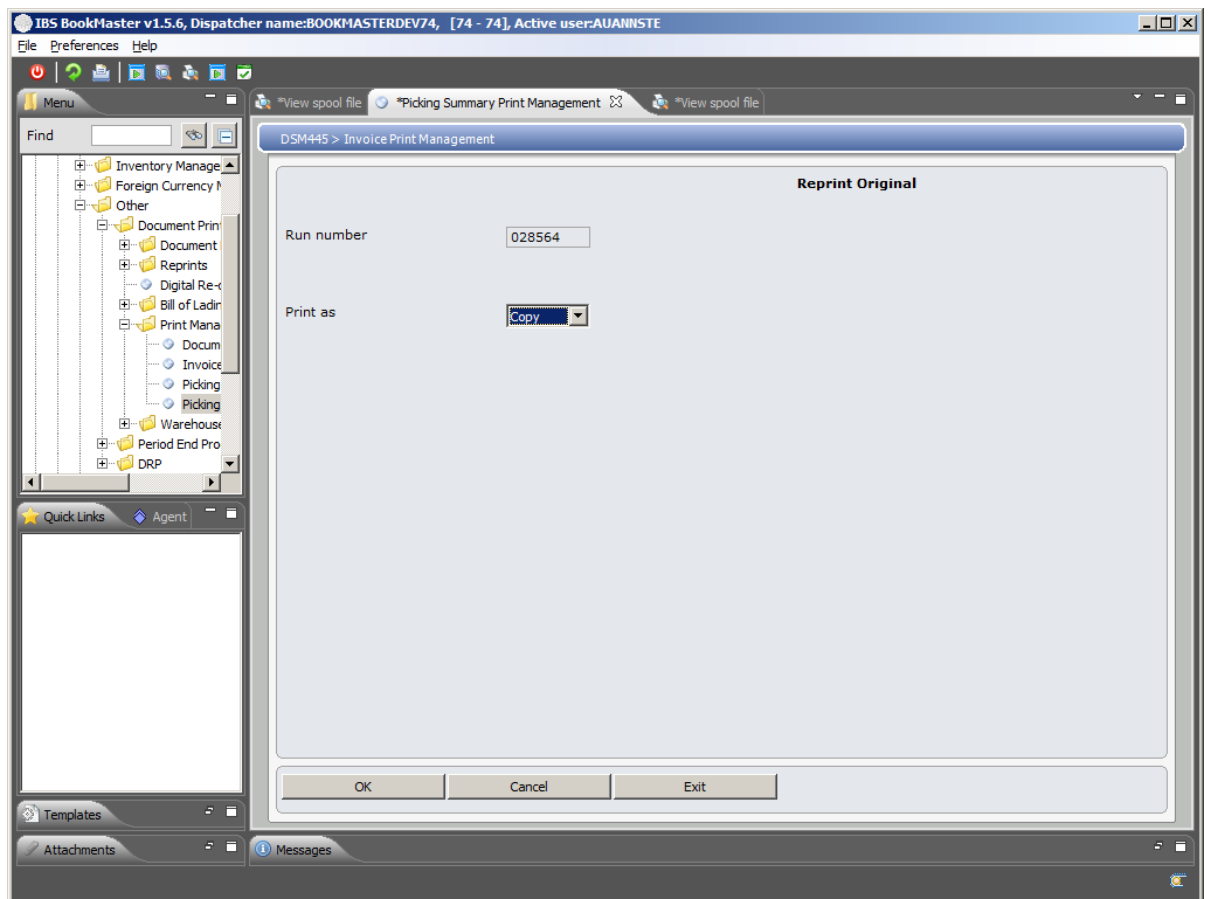 IBS BookMaster v1.5.6, Dispatcher name:BOOKMASTERDEV74, [74 - 74], Active user:AUANNSTE
File Preferences Help
Menu
*View spool file
*Picking Summary Print Management
*View spool file
Find
DSM445 > Invoice Print Management
Inventory Manage
Foreign Currency M
Other
Document Prin
Document
Reprints
Digital Re-c
Bill of Ladin
Print Mana
Docum
Invoice
Picking
Picking
Warehouse
Period End Pro
DRP
Reprint Original
Run number 028564
Print as Copy
Quick Links
Agent
OK Cancel Exit
Templates
Attachments
Messages